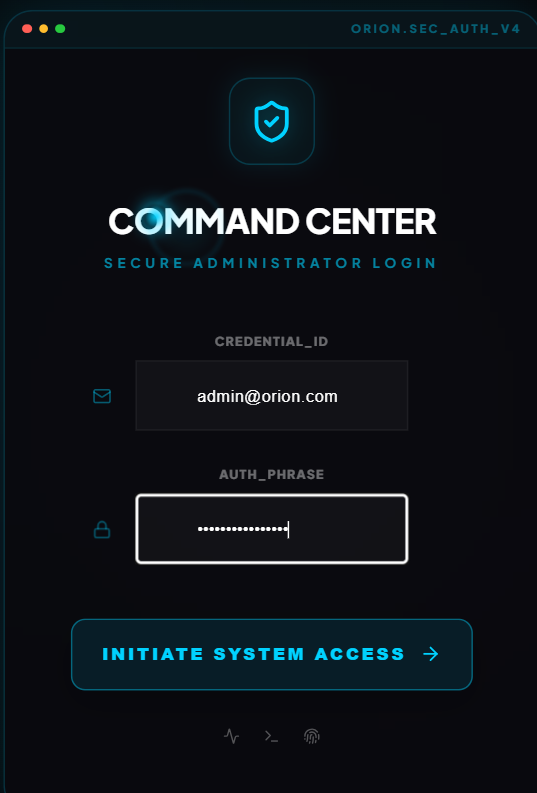 ORION.SEC_AUTH_V4
COMMAND CENTER
SECURE ADMINISTRATOR LOGIN
CREDENTIAL_ID
admin@orion.com
AUTH_PHRASE
••••••••••••••••
INITIATE SYSTEM ACCESS